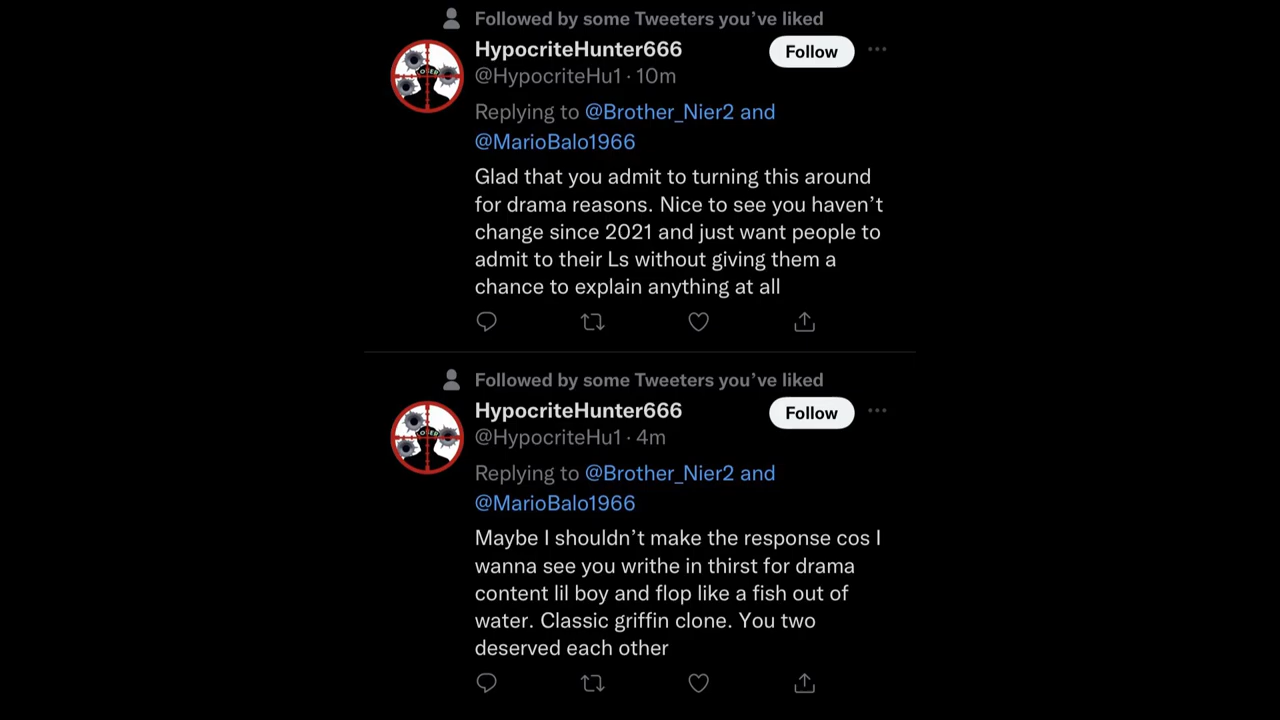 Followed by some Tweeters you’ve liked
HypocriteHunter666
Follow
@HypocriteHu1 · 10m
Replying to @Brother_Nier2 and
@MarioBalo1966
Glad that you admit to turning this around
for drama reasons. Nice to see you haven’t
change since 2021 and just want people to
admit to their Ls without giving them a
chance to explain anything at all
Followed by some Tweeters you’ve liked
HypocriteHunter666
Follow
@HypocriteHu1 · 4m
Replying to @Brother_Nier2 and
@MarioBalo1966
Maybe I shouldn’t make the response cos I
wanna see you writhe in thirst for drama
content lil boy and flop like a fish out of
water. Classic griffin clone. You two
deserved each other